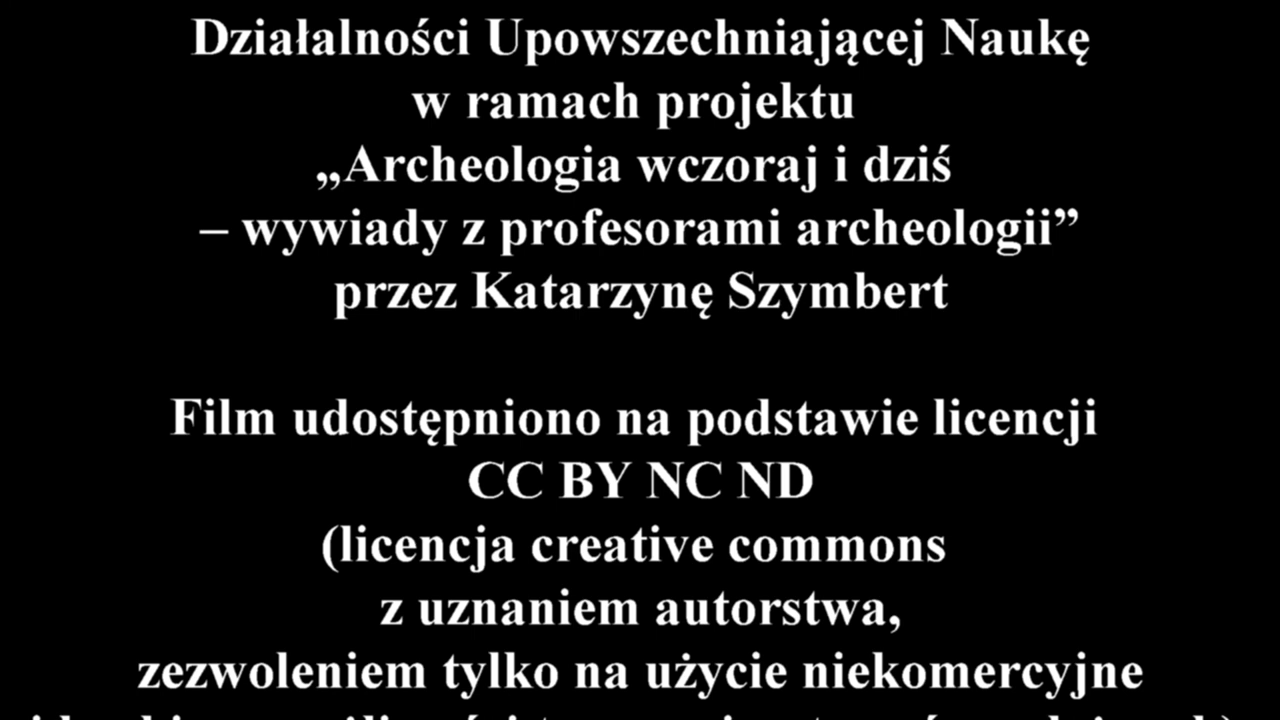 Działalności Upowszechniającej Naukę
w ramach projektu
„Archeologia wczoraj i dziś
– wywiady z profesorami archeologii”
przez Katarzynę Szymbert
Film udostępniono na podstawie licencji
CC BY NC ND
(licencja creative commons
z uznaniem autorstwa,
zezwoleniem tylko na użycie niekomercyjne